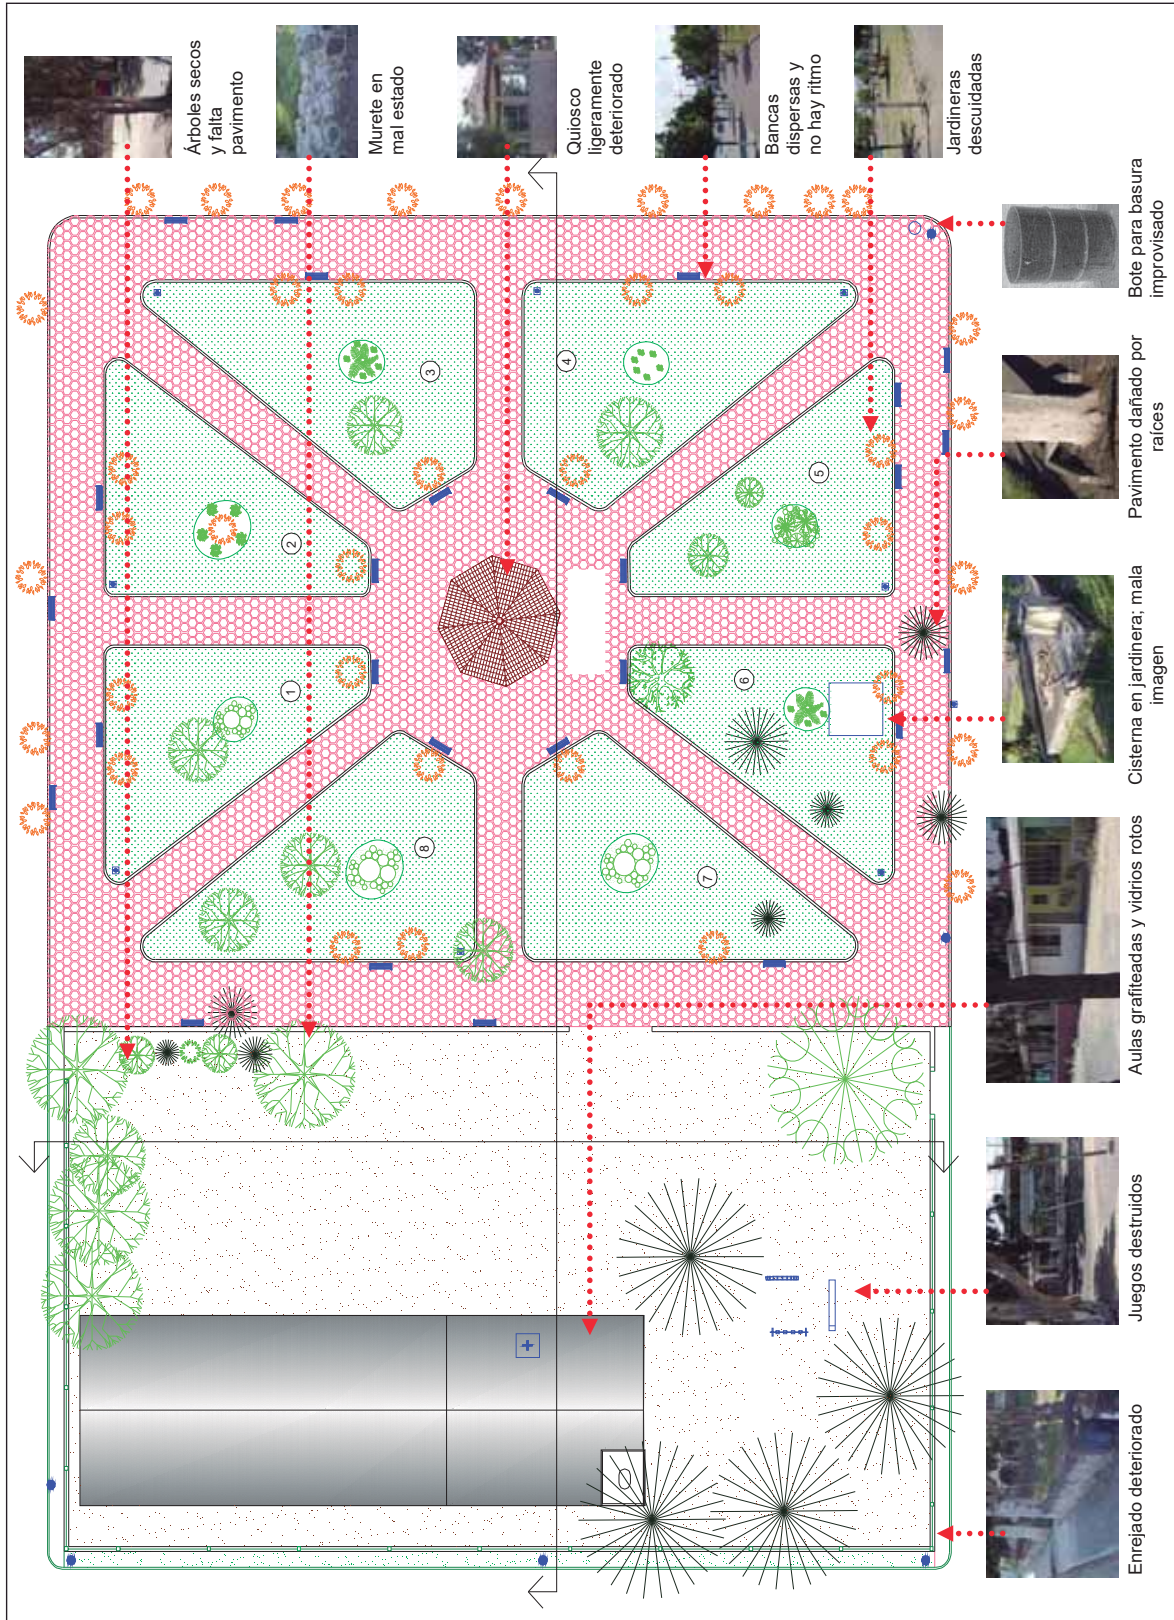 Árboles secos
y falta
pavimento
Murete en
mal estado
Quiosco
ligeramente
deteriorado
Bancas
dispersas y
no hay ritmo
Jardineras
descuidadas
Bote para basura
improvisado
Pavimento dañado por
raíces
Cisterna en jardinera; mala
imagen
Aulas grafiteadas y vidrios rotos
Juegos destruidos
Enrejado deteriorado
1
2
3
4
5
6
7
8